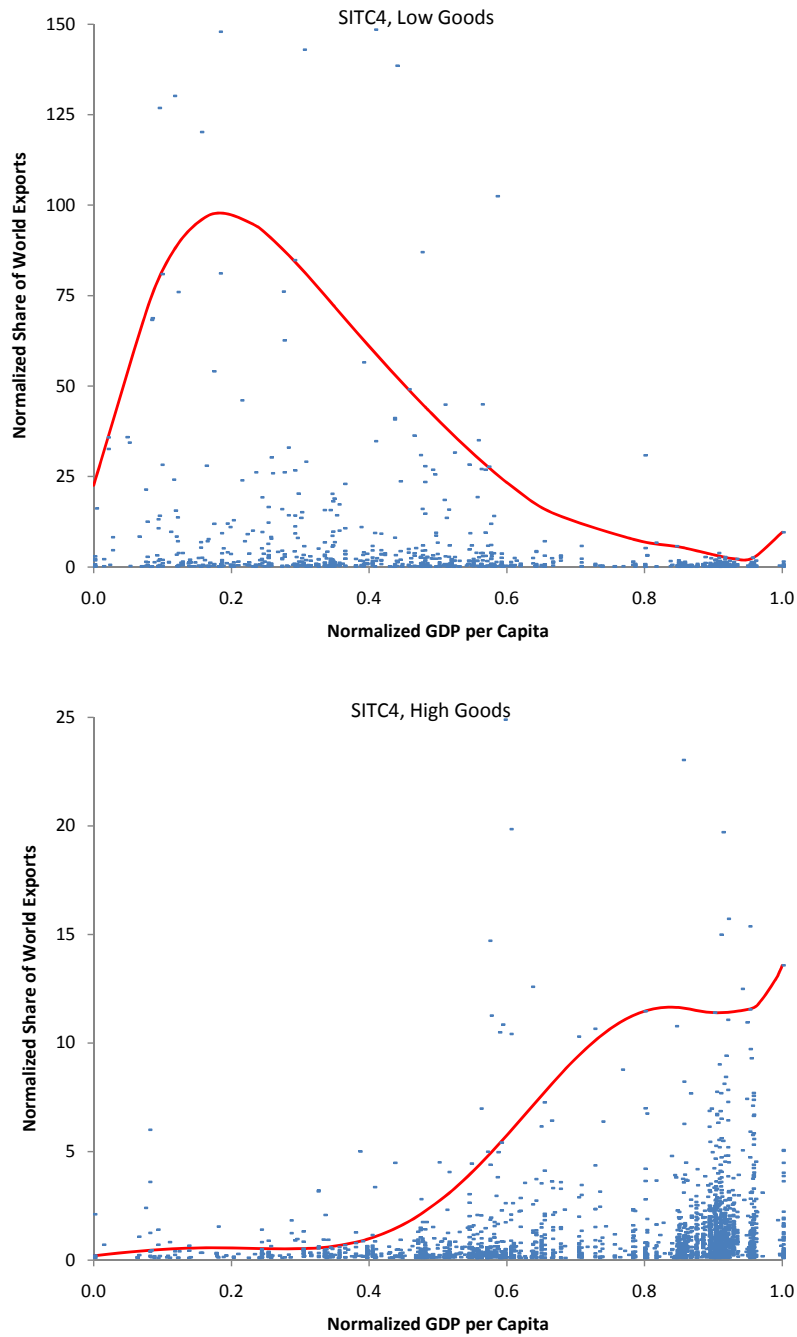 SITC4, Low Goods
150
125
100
75
50
25
0
Normalized Share of World Exports
0.0 0.2 0.4 0.6 0.8 1.0
Normalized GDP per Capita
SITC4, High Goods
25
20
15
10
5
0
Normalized Share of World Exports
0.0 0.2 0.4 0.6 0.8 1.0
Normalized GDP per Capita